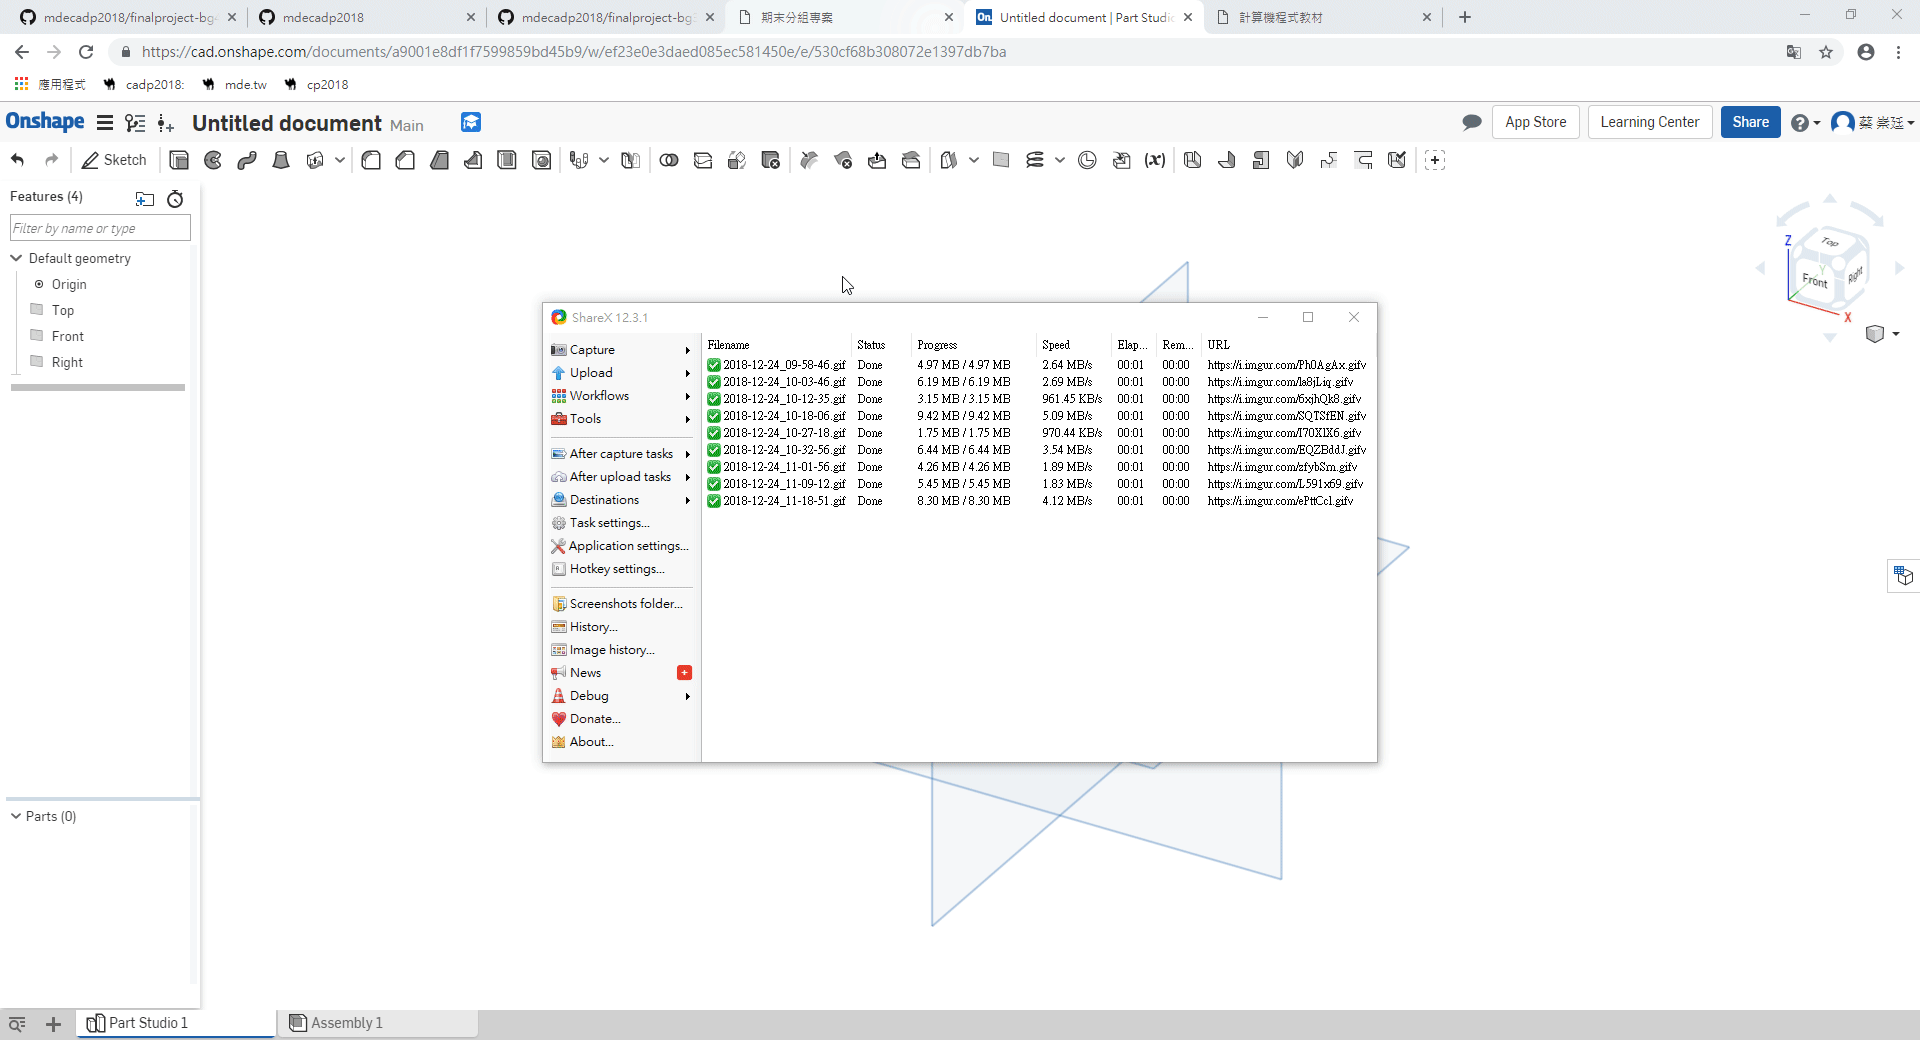 mdecadp2018/finalproject-bg4
mdecadp2018
mdecadp2018/finalproject-bg
期末分組專案
On.
Untitled document | Part Studio
計算機程式教材
https://cad.onshape.com/documents/a9001e8df1f7599859bd45b9/w/ef23e0e3daed085ec581450e/e/530cf68b308072e1397db7ba
應用程式
cadp2018:
mde.tw
cp2018
Onshape
Untitled document Main
App Store
Learning Center
Share
蔡 崇廷
Sketch
(x)
Features (4)
Filter by name or type
Default geometry
Origin
Top
Front
Right
Parts (0)
Z
Top
Y
Front
Right
X
ShareX 12.3.1
Capture
Upload
Workflows
Tools
After capture tasks
After upload tasks
Destinations
Task settings...
Application settings...
Hotkey settings...
Screenshots folder...
History...
Image history...
News
Debug
Donate...
About...
Filename Status Progress Speed Elap... Rem... URL
2018-12-24_09-58-46.gif Done 4.97 MB / 4.97 MB 2.64 MB/s 00:01 00:00 https://i.imgur.com/Ph0AgAx.gifv
2018-12-24_10-03-46.gif Done 6.19 MB / 6.19 MB 2.69 MB/s 00:01 00:00 https://i.imgur.com/la8jLiq.gifv
2018-12-24_10-12-35.gif Done 3.15 MB / 3.15 MB 961.45 KB/s 00:01 00:00 https://i.imgur.com/6xjhQk8.gifv
2018-12-24_10-18-06.gif Done 9.42 MB / 9.42 MB 5.09 MB/s 00:01 00:00 https://i.imgur.com/SQTSfEN.gifv
2018-12-24_10-27-18.gif Done 1.75 MB / 1.75 MB 970.44 KB/s 00:01 00:00 https://i.imgur.com/I70XlX6.gifv
2018-12-24_10-32-56.gif Done 6.44 MB / 6.44 MB 3.54 MB/s 00:01 00:00 https://i.imgur.com/EQZBddJ.gifv
2018-12-24_11-01-56.gif Done 4.26 MB / 4.26 MB 1.89 MB/s 00:01 00:00 https://i.imgur.com/zfybSm.gifv
2018-12-24_11-09-12.gif Done 5.45 MB / 5.45 MB 1.83 MB/s 00:01 00:00 https://i.imgur.com/L591x69.gifv
2018-12-24_11-18-51.gif Done 8.30 MB / 8.30 MB 4.12 MB/s 00:01 00:00 https://i.imgur.com/ePttCcl.gifv
Part Studio 1
Assembly 1